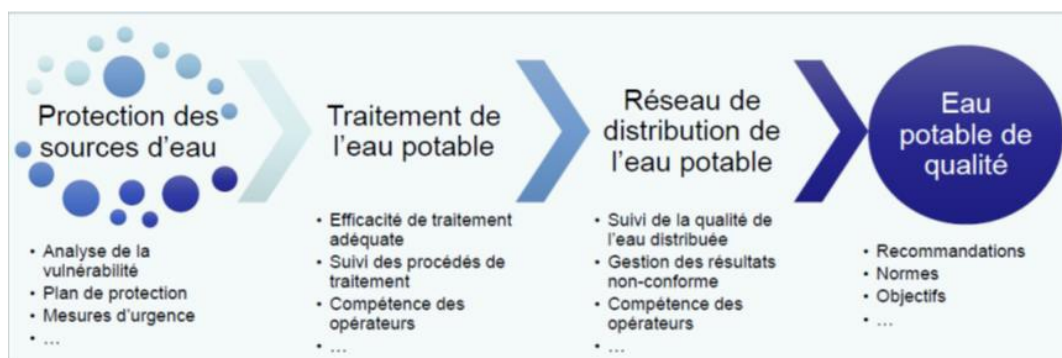 Protection des
sources d'eau
• Analyse de la
vulnérabilité
• Plan de protection
• Mesures d'urgence
• ...
Traitement de
l'eau potable
• Efficacité de traitement
adéquate
• Suivi des procédés de
traitement
• Compétence des
opérateurs
• ...
Réseau de
distribution de
l'eau potable
• Suivi de la qualité de
l'eau distribuée
• Gestion des résultats
non-conforme
• Compétence des
opérateurs
• ...
Eau
potable de
qualité
• Recommandations
• Normes
• Objectifs
• ...